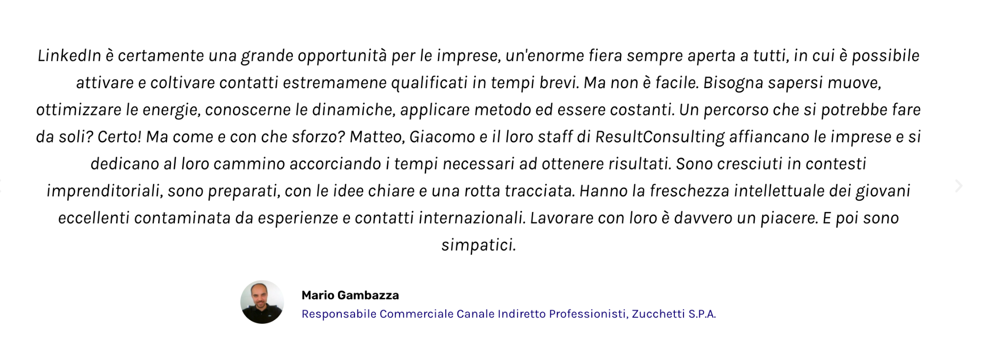 LinkedIn è certamente una grande opportunità per le imprese, un'enorme fiera sempre aperta a tutti, in cui è possibile
attivare e coltivare contatti estremamene qualificati in tempi brevi. Ma non è facile. Bisogna sapersi muove,
ottimizzare le energie, conoscerne le dinamiche, applicare metodo ed essere costanti. Un percorso che si potrebbe fare
da soli? Certo! Ma come e con che sforzo? Matteo, Giacomo e il loro staff di ResultConsulting affiancano le imprese e si
dedicano al loro cammino accorciando i tempi necessari ad ottenere risultati. Sono cresciuti in contesti
imprenditoriali, sono preparati, con le idee chiare e una rotta tracciata. Hanno la freschezza intellettuale dei giovani
eccellenti contaminata da esperienze e contatti internazionali. Lavorare con loro è davvero un piacere. E poi sono
simpatici.
Mario Gambazza
Responsabile Commerciale Canale Indiretto Professionisti, Zucchetti S.P.A.